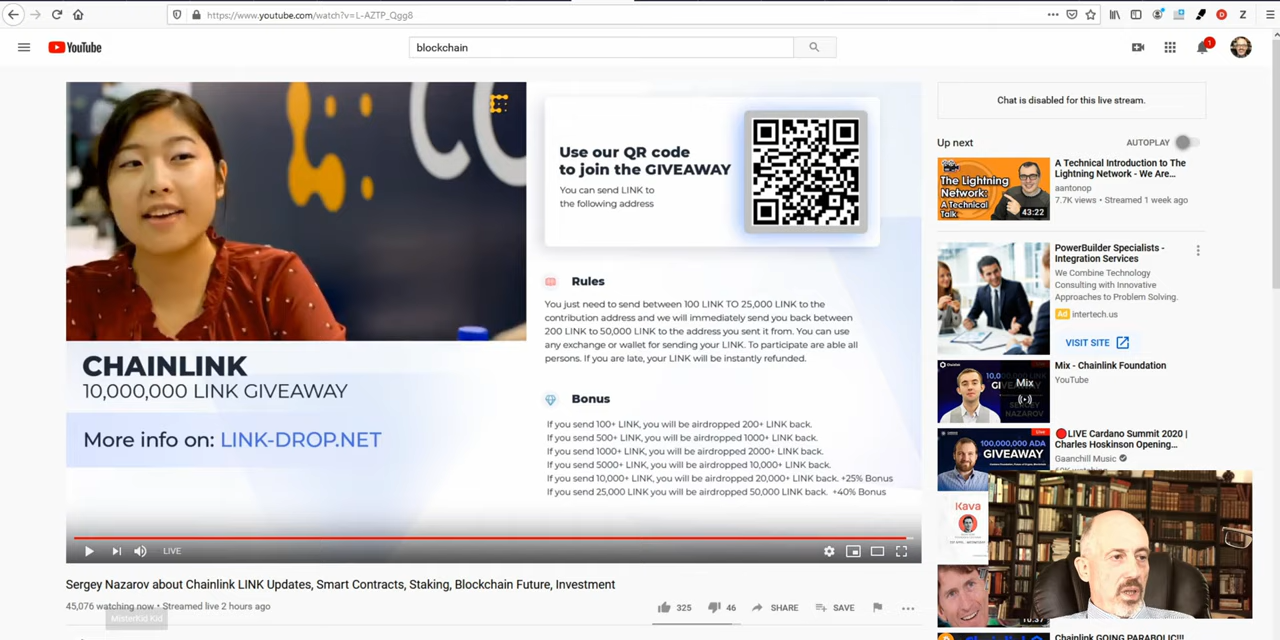 https://www.youtube.com/watch?v=L-AZTP_Qgg8
YouTube
blockchain
1
CO
Use our QR code
to join the GIVEAWAY
You can send LINK to
the following address
Rules
You just need to send between 100 LINK TO 25,000 LINK to the
contribution address and we will immediately send you back between
200 LINK to 50,000 LINK to the address you sent it from. You can use
any exchange or wallet for sending your LINK. To participate are able all
persons. If you are late, your LINK will be instantly refunded.
CHAINLINK
10,000,000 LINK GIVEAWAY
More info on: LINK-DROP.NET
Bonus
If you send 100+ LINK, you will be airdropped 200+ LINK back.
If you send 500+ LINK, you will be airdropped 1000+ LINK back.
If you send 1000+ LINK, you will be airdropped 2000+ LINK back.
If you send 5000+ LINK, you will be airdropped 10,000+ LINK back.
If you send 10,000+ LINK, you will be airdropped 20,000+ LINK back. +25% Bonus
If you send 25,000 LINK, you will be airdropped 50,000 LINK back. +40% Bonus
LIVE
Sergey Nazarov about Chainlink LINK Updates, Smart Contracts, Staking, Blockchain Future, Investment
45,076 watching now • Streamed live 2 hours ago
MisterKid Kid
325
46
SHARE
SAVE
Chat is disabled for this live stream.
Up next
AUTOPLAY
The Lightning
Network:
A Technical
Talk
43:22
A Technical Introduction to The
Lightning Network - We Are...
aantonop
7.7K views • Streamed 1 week ago
PowerBuilder Specialists -
Integration Services
We Combine Technology
Consulting with Innovative
Approaches to Problem Solving.
Ad intertech.us
VISIT SITE
Mix
NAZAROV
Mix - Chainlink Foundation
YouTube
100,000,000 ADA
GIVEAWAY
LIVE Cardano Summit 2020 |
Charles Hoskinson Opening...
Gaanchill Music
Kava
Chainlink GOING PARABOLIC!!!